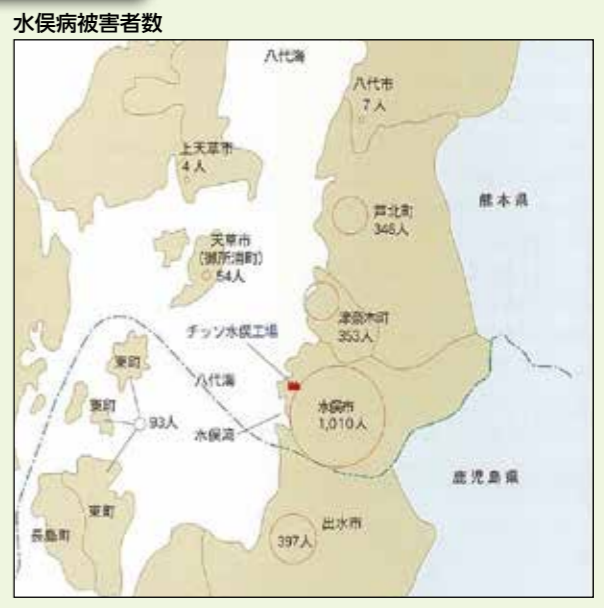 水俣病被害者数
八代海
八代市
7人
上天草市
4人
熊本県
芦北町
346人
天草市
(御所浦町)
54人
津奈木町
353人
チッソ水俣工場
八代海
東町
水俣市
1,010人
東町
93人
水俣湾
鹿児島県
東町
長島町
出水市
397人